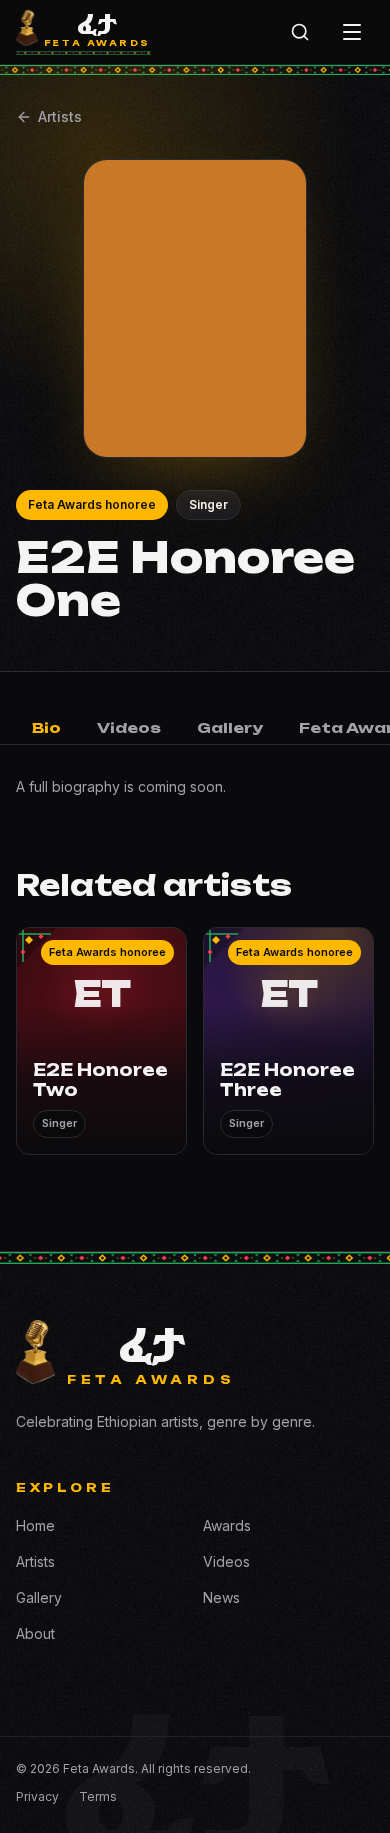 ፈታ
FETA AWARDS
Artists
Feta Awards honoree
Singer
E2E Honoree
One
Bio Videos Gallery Feta Awar
A full biography is coming soon.
Related artists
Feta Awards honoree
ET
E2E Honoree
Two
Singer
Feta Awards honoree
ET
E2E Honoree
Three
Singer
ፈታ
FETA AWARDS
Celebrating Ethiopian artists, genre by genre.
EXPLORE
Home Awards
Artists Videos
Gallery News
About
ፈታ
© 2026 Feta Awards. All rights reserved.
Privacy Terms